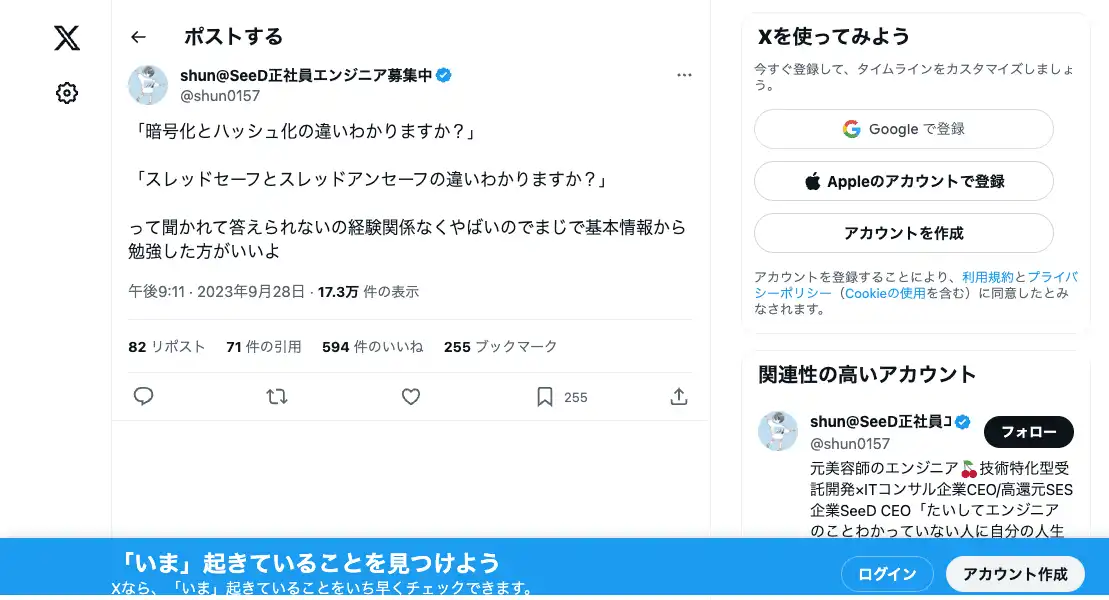 ポストする
shun@SeeD正社員エンジニア募集中
@shun0157
「暗号化とハッシュ化の違いわかりますか？」
「スレッドセーフとスレッドアンセーフの違いわかりますか？」
って聞かれて答えられないの経験関係なくやばいのでまじで基本情報から
勉強した方がいいよ
午後9:11 · 2023年9月28日 · 17.3万 件の表示
82 リポスト 71 件の引用 594 件のいいね 255 ブックマーク
255
Xを使ってみよう
今すぐ登録して、タイムラインをカスタマイズしましょ
う。
Google で登録
Appleのアカウントで登録
アカウントを作成
アカウントを登録することにより、利用規約とプライバ
シーポリシー（Cookieの使用を含む）に同意したとみ
なされます。
関連性の高いアカウント
shun@SeeD正社員エ
@shun0157
フォロー
元美容師のエンジニア🍒技術特化型受
託開発×ITコンサル企業CEO/高還元SES
企業SeeD CEO「たいしてエンジニア
のことわかっていない人に自分の人生
「いま」起きていることを見つけよう
Xなら、「いま」起きていることをいち早くチェックできます。
ログイン
アカウント作成